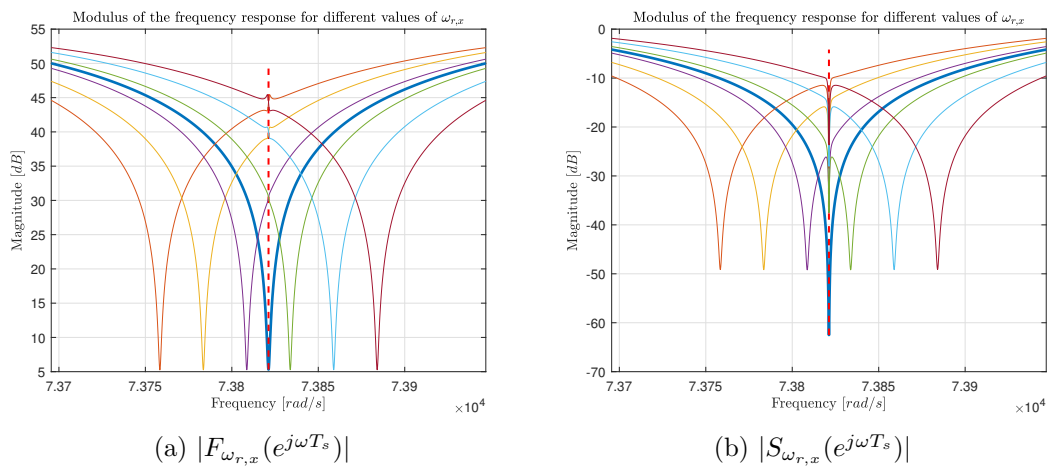 Modulus of the frequency response for different values of ω_{r,x}
55
50
45
40
35
30
25
20
15
10
5
Magnitude [dB]
7.37 7.375 7.38 7.385 7.39
Frequency [rad/s]
×10^4
(a) |F_{ω_{r,x}}(e^{jωT_s})|
Modulus of the frequency response for different values of ω_{r,x}
0
-10
-20
-30
-40
-50
-60
-70
Magnitude [dB]
7.37 7.375 7.38 7.385 7.39
Frequency [rad/s]
×10^4
(b) |S_{ω_{r,x}}(e^{jωT_s})|